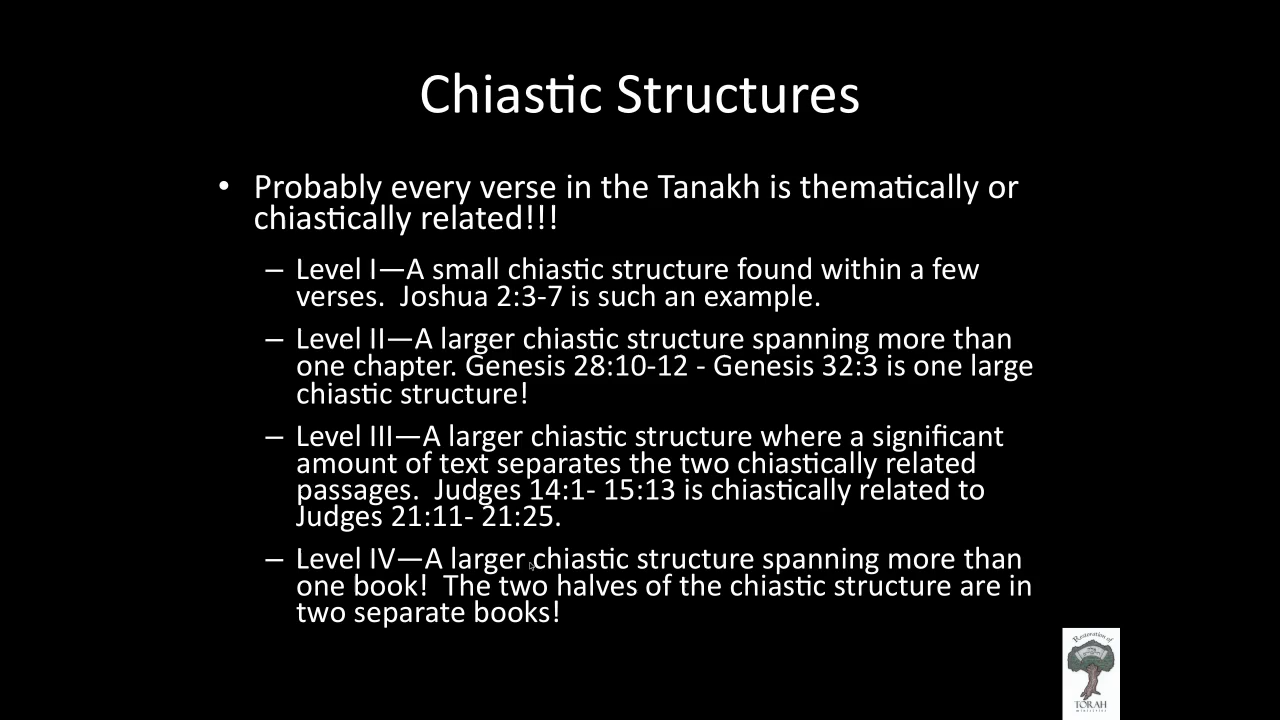 Chiastic Structures
• Probably every verse in the Tanakh is thematically or
chiastically related!!!
– Level I—A small chiastic structure found within a few
verses.  Joshua 2:3-7 is such an example.
– Level II—A larger chiastic structure spanning more than
one chapter. Genesis 28:10-12 - Genesis 32:3 is one large
chiastic structure!
– Level III—A larger chiastic structure where a significant
amount of text separates the two chiastically related
passages.  Judges 14:1- 15:13 is chiastically related to
Judges 21:11- 21:25.
– Level IV—A larger chiastic structure spanning more than
one book!  The two halves of the chiastic structure are in
two separate books!
Restoration of
TORAH
MINISTRIES